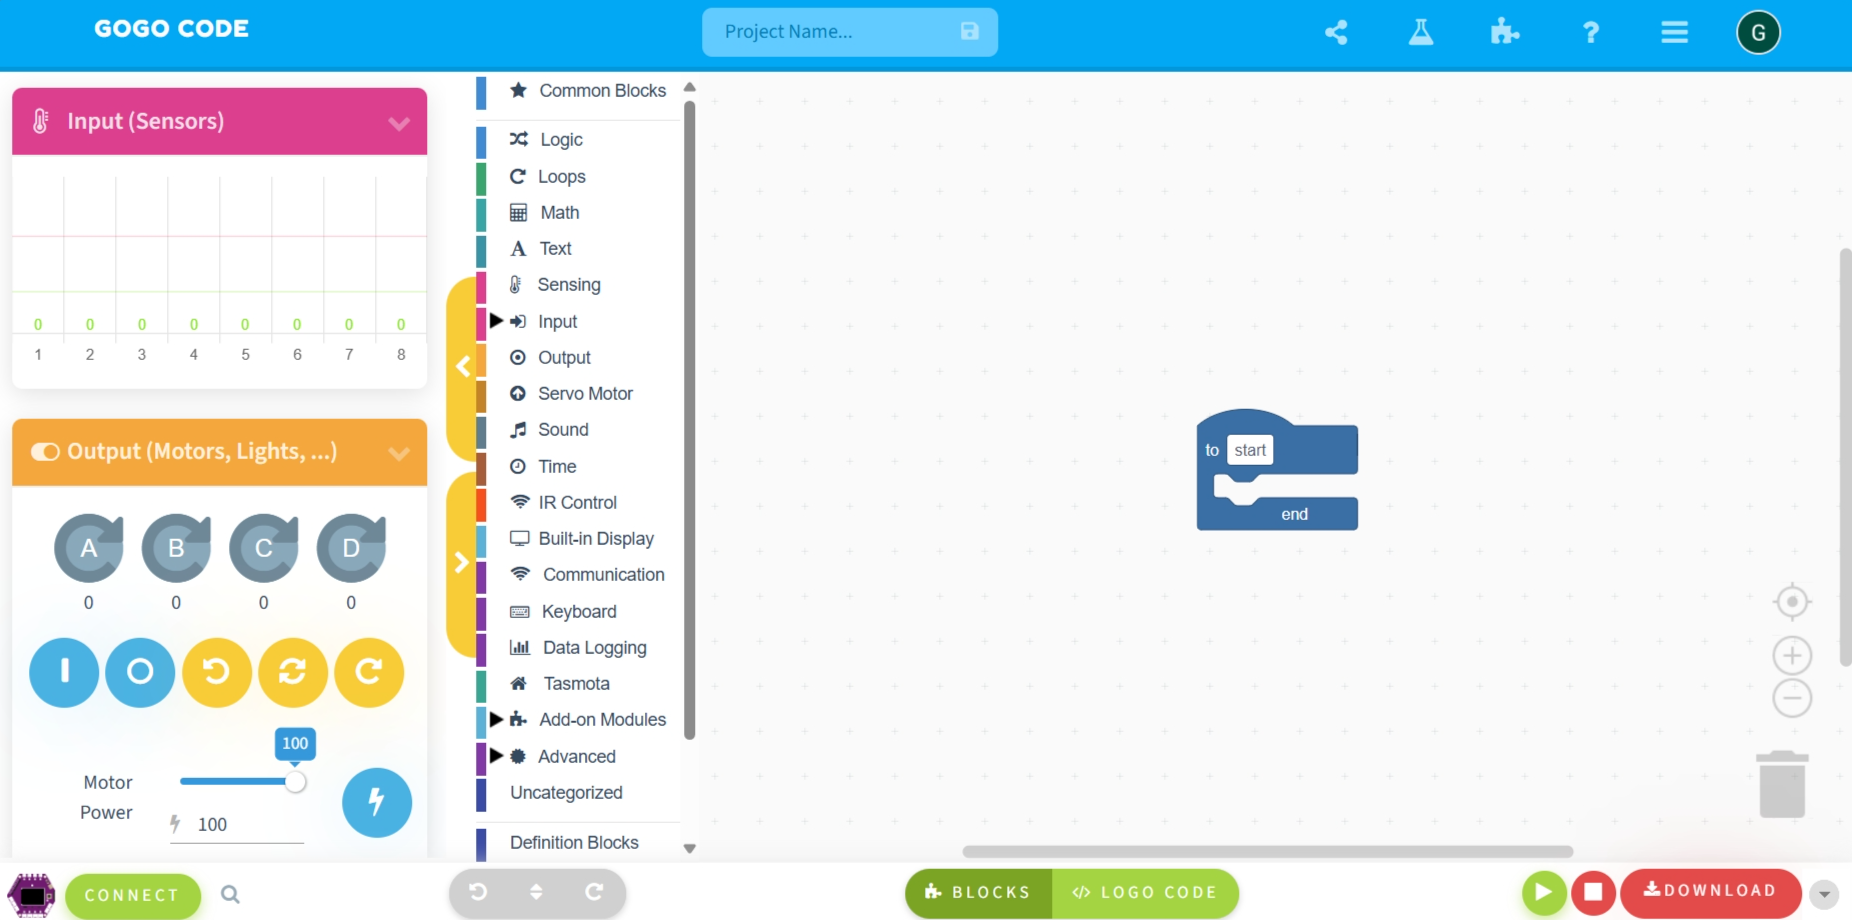 GOGO CODE
Project Name...
G
Input (Sensors)
0 0 0 0 0 0 0 0
1 2 3 4 5 6 7 8
Output (Motors, Lights, ...)
A B C D
0 0 0 0
100
Motor
Power
100
Common Blocks
Logic
Loops
Math
Text
Sensing
Input
Output
Servo Motor
Sound
Time
IR Control
Built-in Display
Communication
Keyboard
Data Logging
Tasmota
Add-on Modules
Advanced
Uncategorized
Definition Blocks
to start
end
CONNECT
BLOCKS
</> LOGO CODE
DOWNLOAD